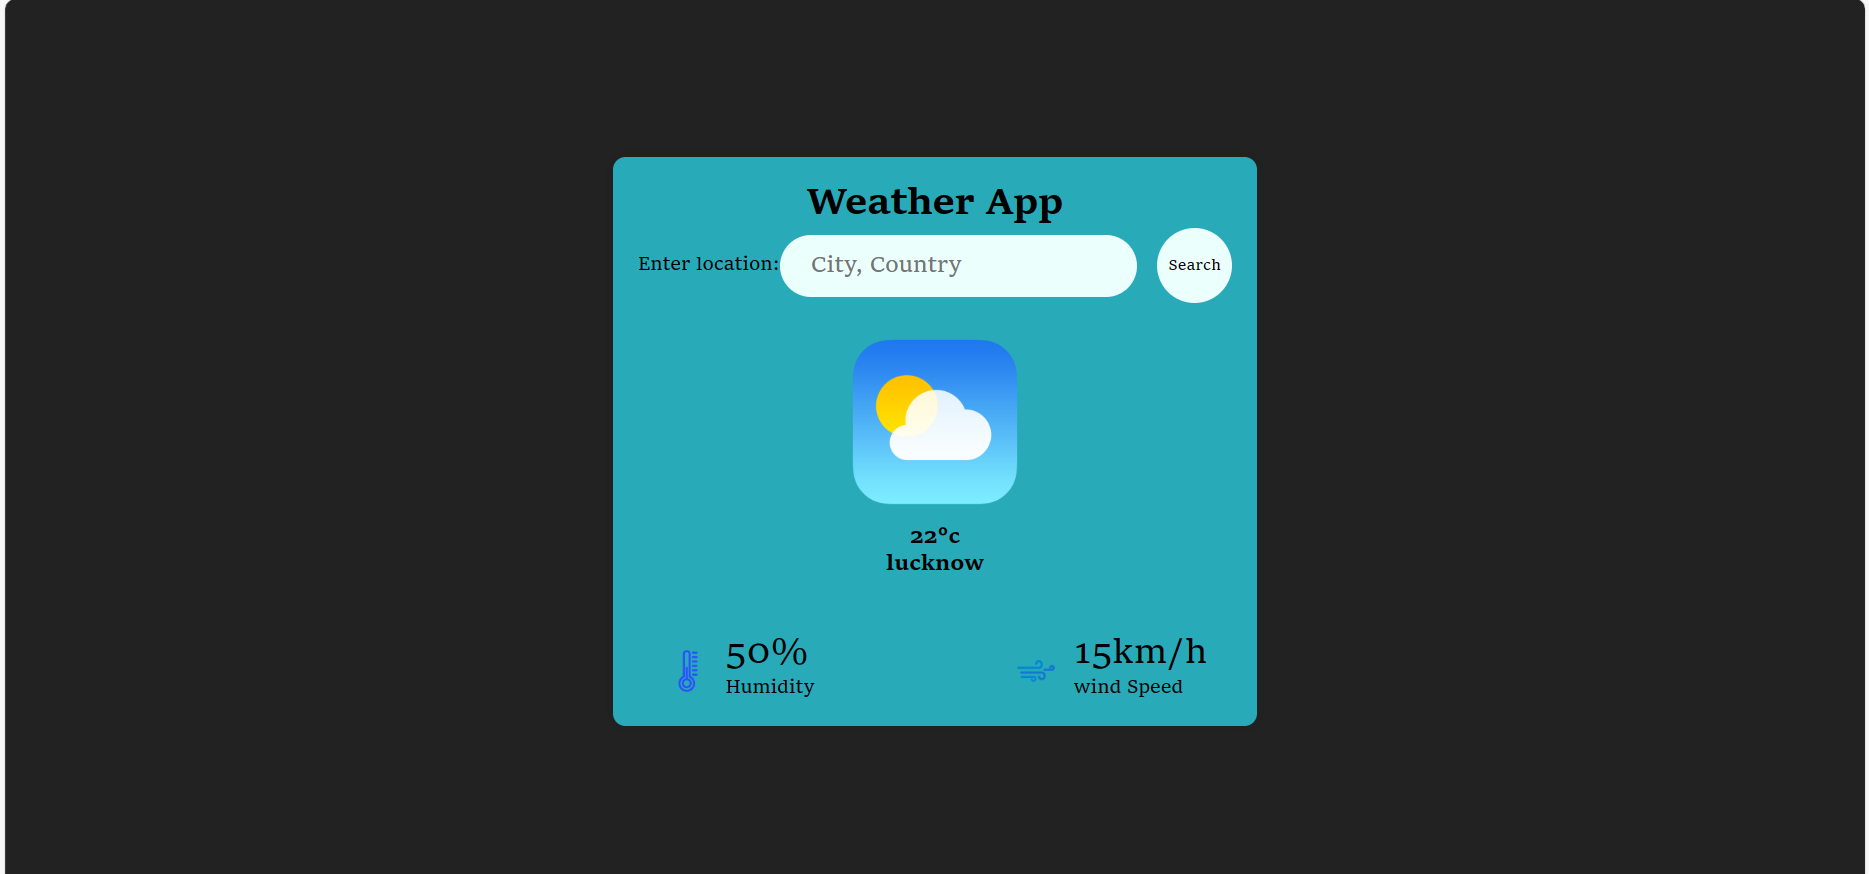 Weather App
Enter location: City, Country Search
22°c
lucknow
50% 15km/h
Humidity wind Speed